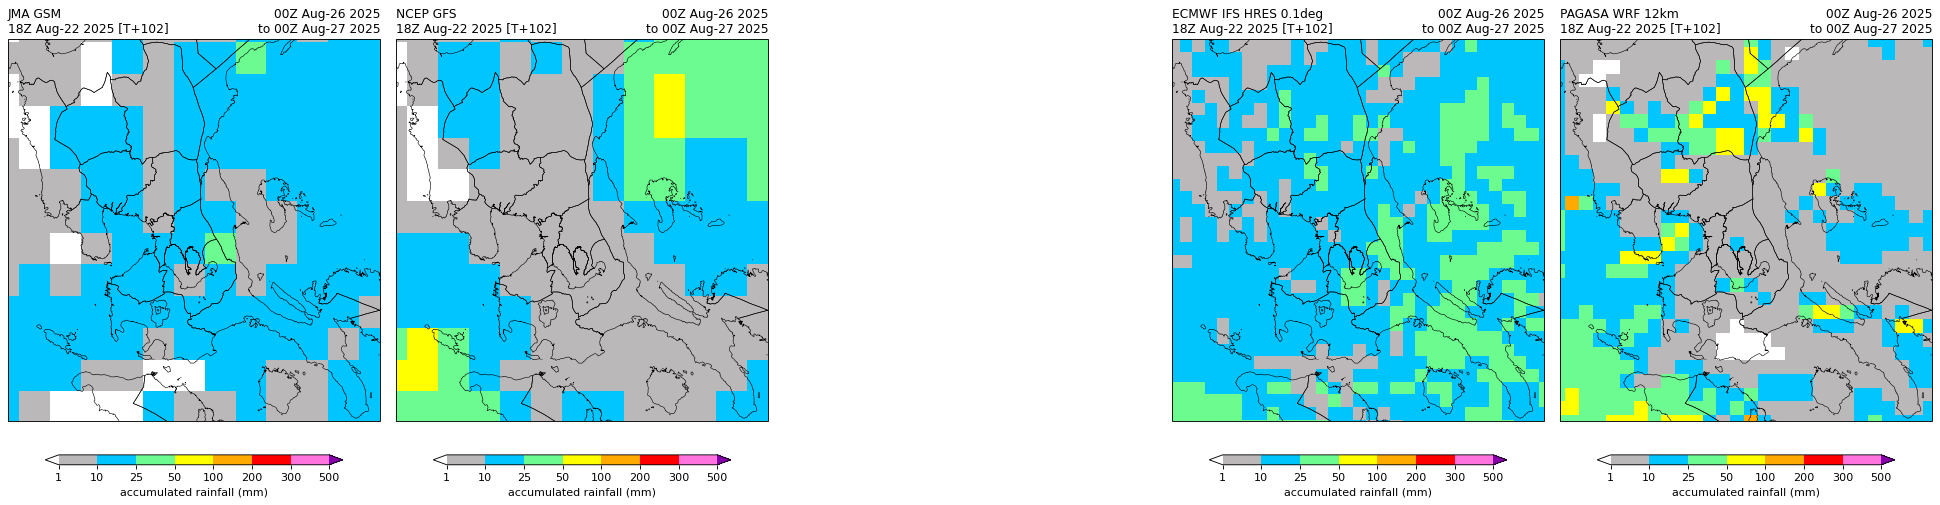 JMA GSM 00Z Aug-26 2025
18Z Aug-22 2025 [T+102] to 00Z Aug-27 2025
NCEP GFS 00Z Aug-26 2025
18Z Aug-22 2025 [T+102] to 00Z Aug-27 2025
ECMWF IFS HRES 0.1deg 00Z Aug-26 2025
18Z Aug-22 2025 [T+102] to 00Z Aug-27 2025
PAGASA WRF 12km 00Z Aug-26 2025
18Z Aug-22 2025 [T+102] to 00Z Aug-27 2025
1 10 25 50 100 200 300 500
accumulated rainfall (mm)
1 10 25 50 100 200 300 500
accumulated rainfall (mm)
1 10 25 50 100 200 300 500
accumulated rainfall (mm)
1 10 25 50 100 200 300 500
accumulated rainfall (mm)